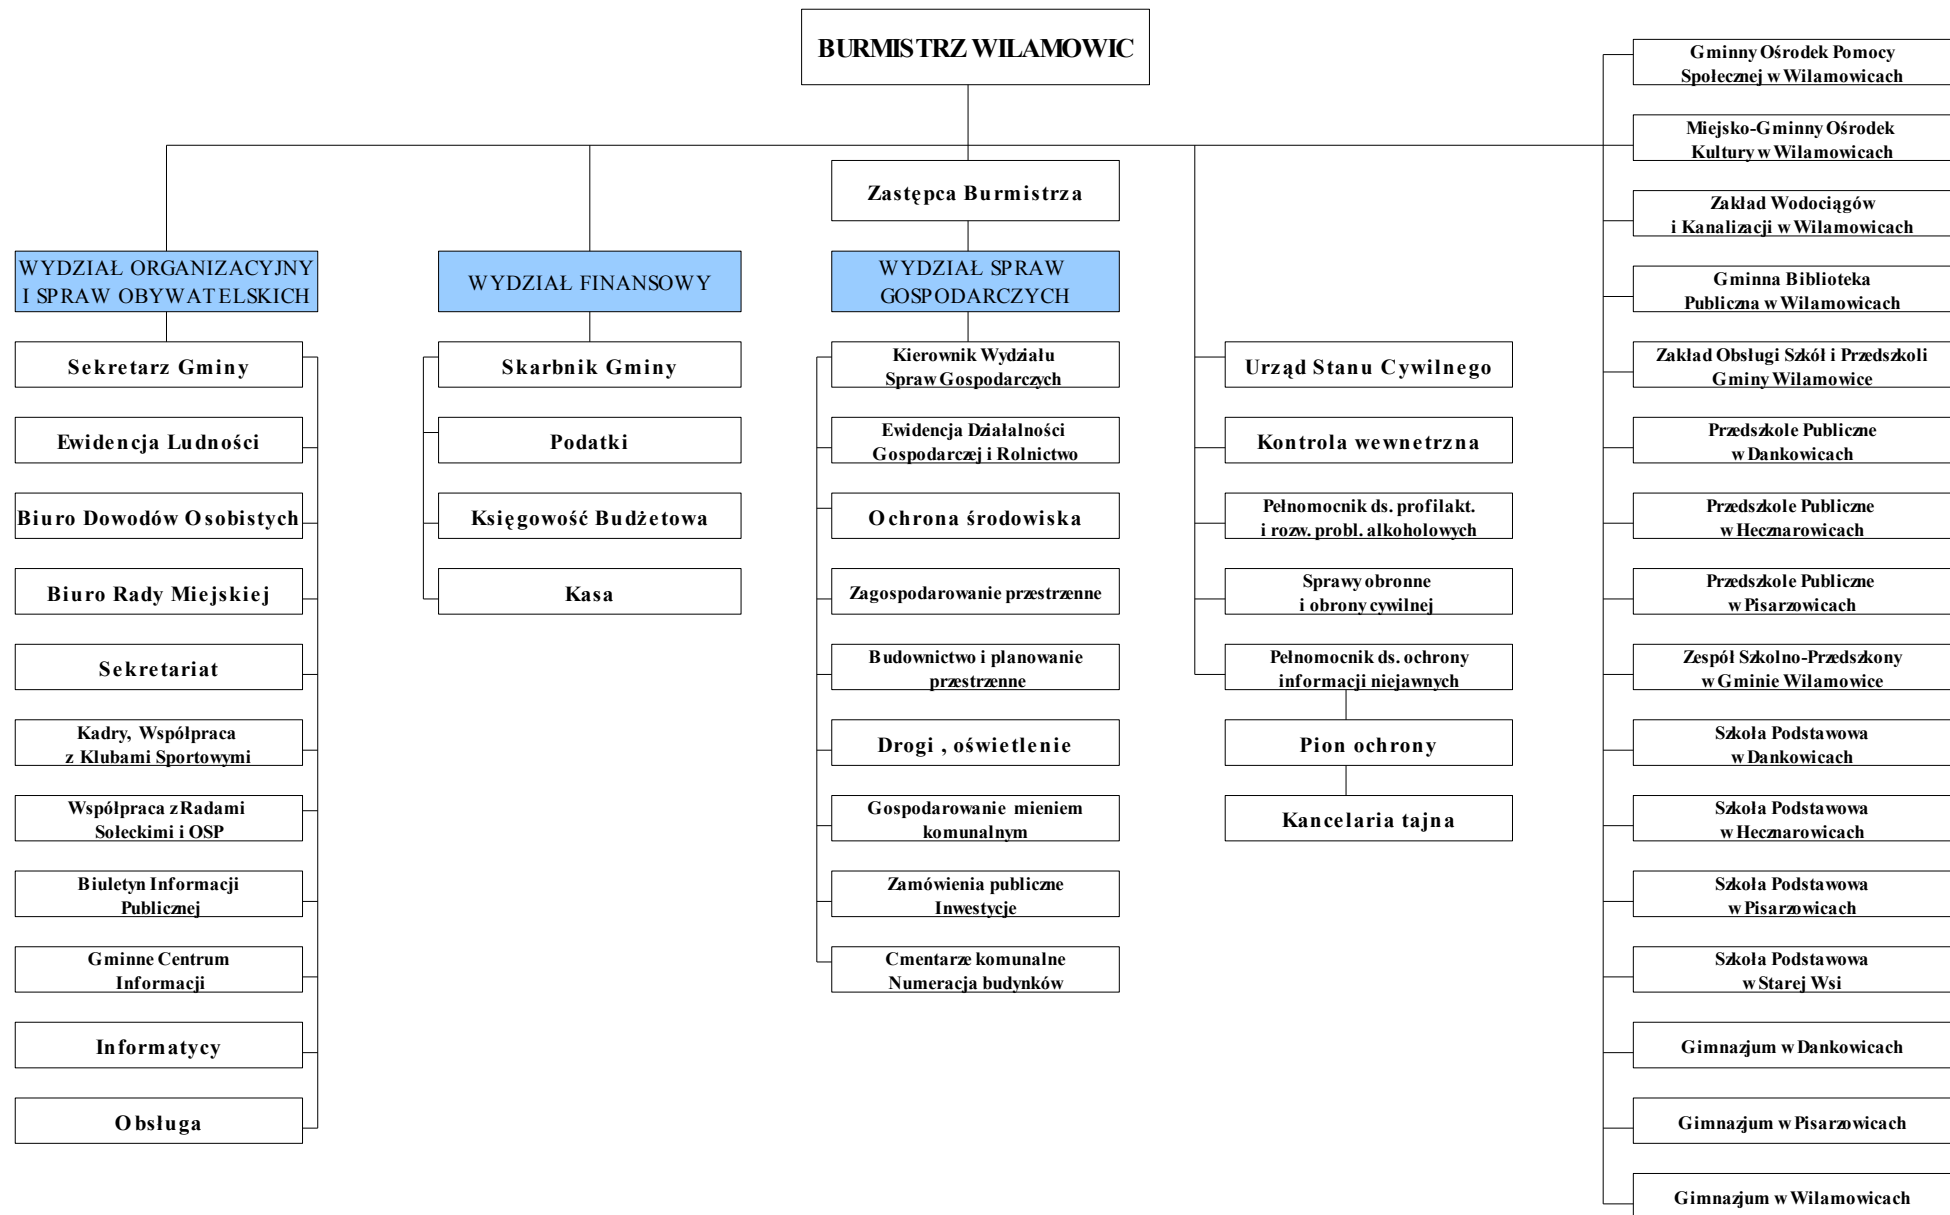 BURMISTRZ WILAMOWIC
Zastępca Burmistrza
WYDZIAŁ ORGANIZACYJNY
I SPRAW OBYWATELSKICH
Sekretarz Gminy
Ewidencja Ludności
Biuro Dowodów Osobistych
Biuro Rady Miejskiej
Sekretariat
Kadry, Współpraca
z Klubami Sportowymi
Współpraca z Radami
Sołeckimi i OSP
Biuletyn Informacji
Publicznej
Gminne Centrum
Informacji
Informatycy
Obsługa
WYDZIAŁ FINANSOWY
Skarbnik Gminy
Podatki
Księgowość Budżetowa
Kasa
WYDZIAŁ SPRAW
GOSPODARCZYCH
Kierownik Wydziału
Spraw Gospodarczych
Ewidencja Działalności
Gospodarczej i Rolnictwo
Ochrona środowiska
Zagospodarowanie przestrzenne
Budownictwo i planowanie
przestrzenne
Drogi , oświetlenie
Gospodarowanie mieniem
komunalnym
Zamówienia publiczne
Inwestycje
Cmentarze komunalne
Numeracja budynków
Urząd Stanu Cywilnego
Kontrola wewnetrzna
Pełnomocnik ds. profilakt.
i rozw. probl. alkoholowych
Sprawy obronne
i obrony cywilnej
Pełnomocnik ds. ochrony
informacji niejawnych
Pion ochrony
Kancelaria tajna
Gminny Ośrodek Pomocy
Społecznej w Wilamowicach
Miejsko-Gminny Ośrodek
Kultury w Wilamowicach
Zakład Wodociągów
i Kanalizacji w Wilamowicach
Gminna Biblioteka
Publiczna w Wilamowicach
Zakład Obsługi Szkół i Przedszkoli
Gminy Wilamowice
Przedszkole Publiczne
w Dankowicach
Przedszkole Publiczne
w Hecznarowicach
Przedszkole Publiczne
w Pisarzowicach
Zespół Szkolno-Przedszkony
w Gminie Wilamowice
Szkoła Podstawowa
w Dankowicach
Szkoła Podstawowa
w Hecznarowicach
Szkoła Podstawowa
w Pisarzowicach
Szkoła Podstawowa
w Starej Wsi
Gimnazjum w Dankowicach
Gimnazjum w Pisarzowicach
Gimnazjum w Wilamowicach